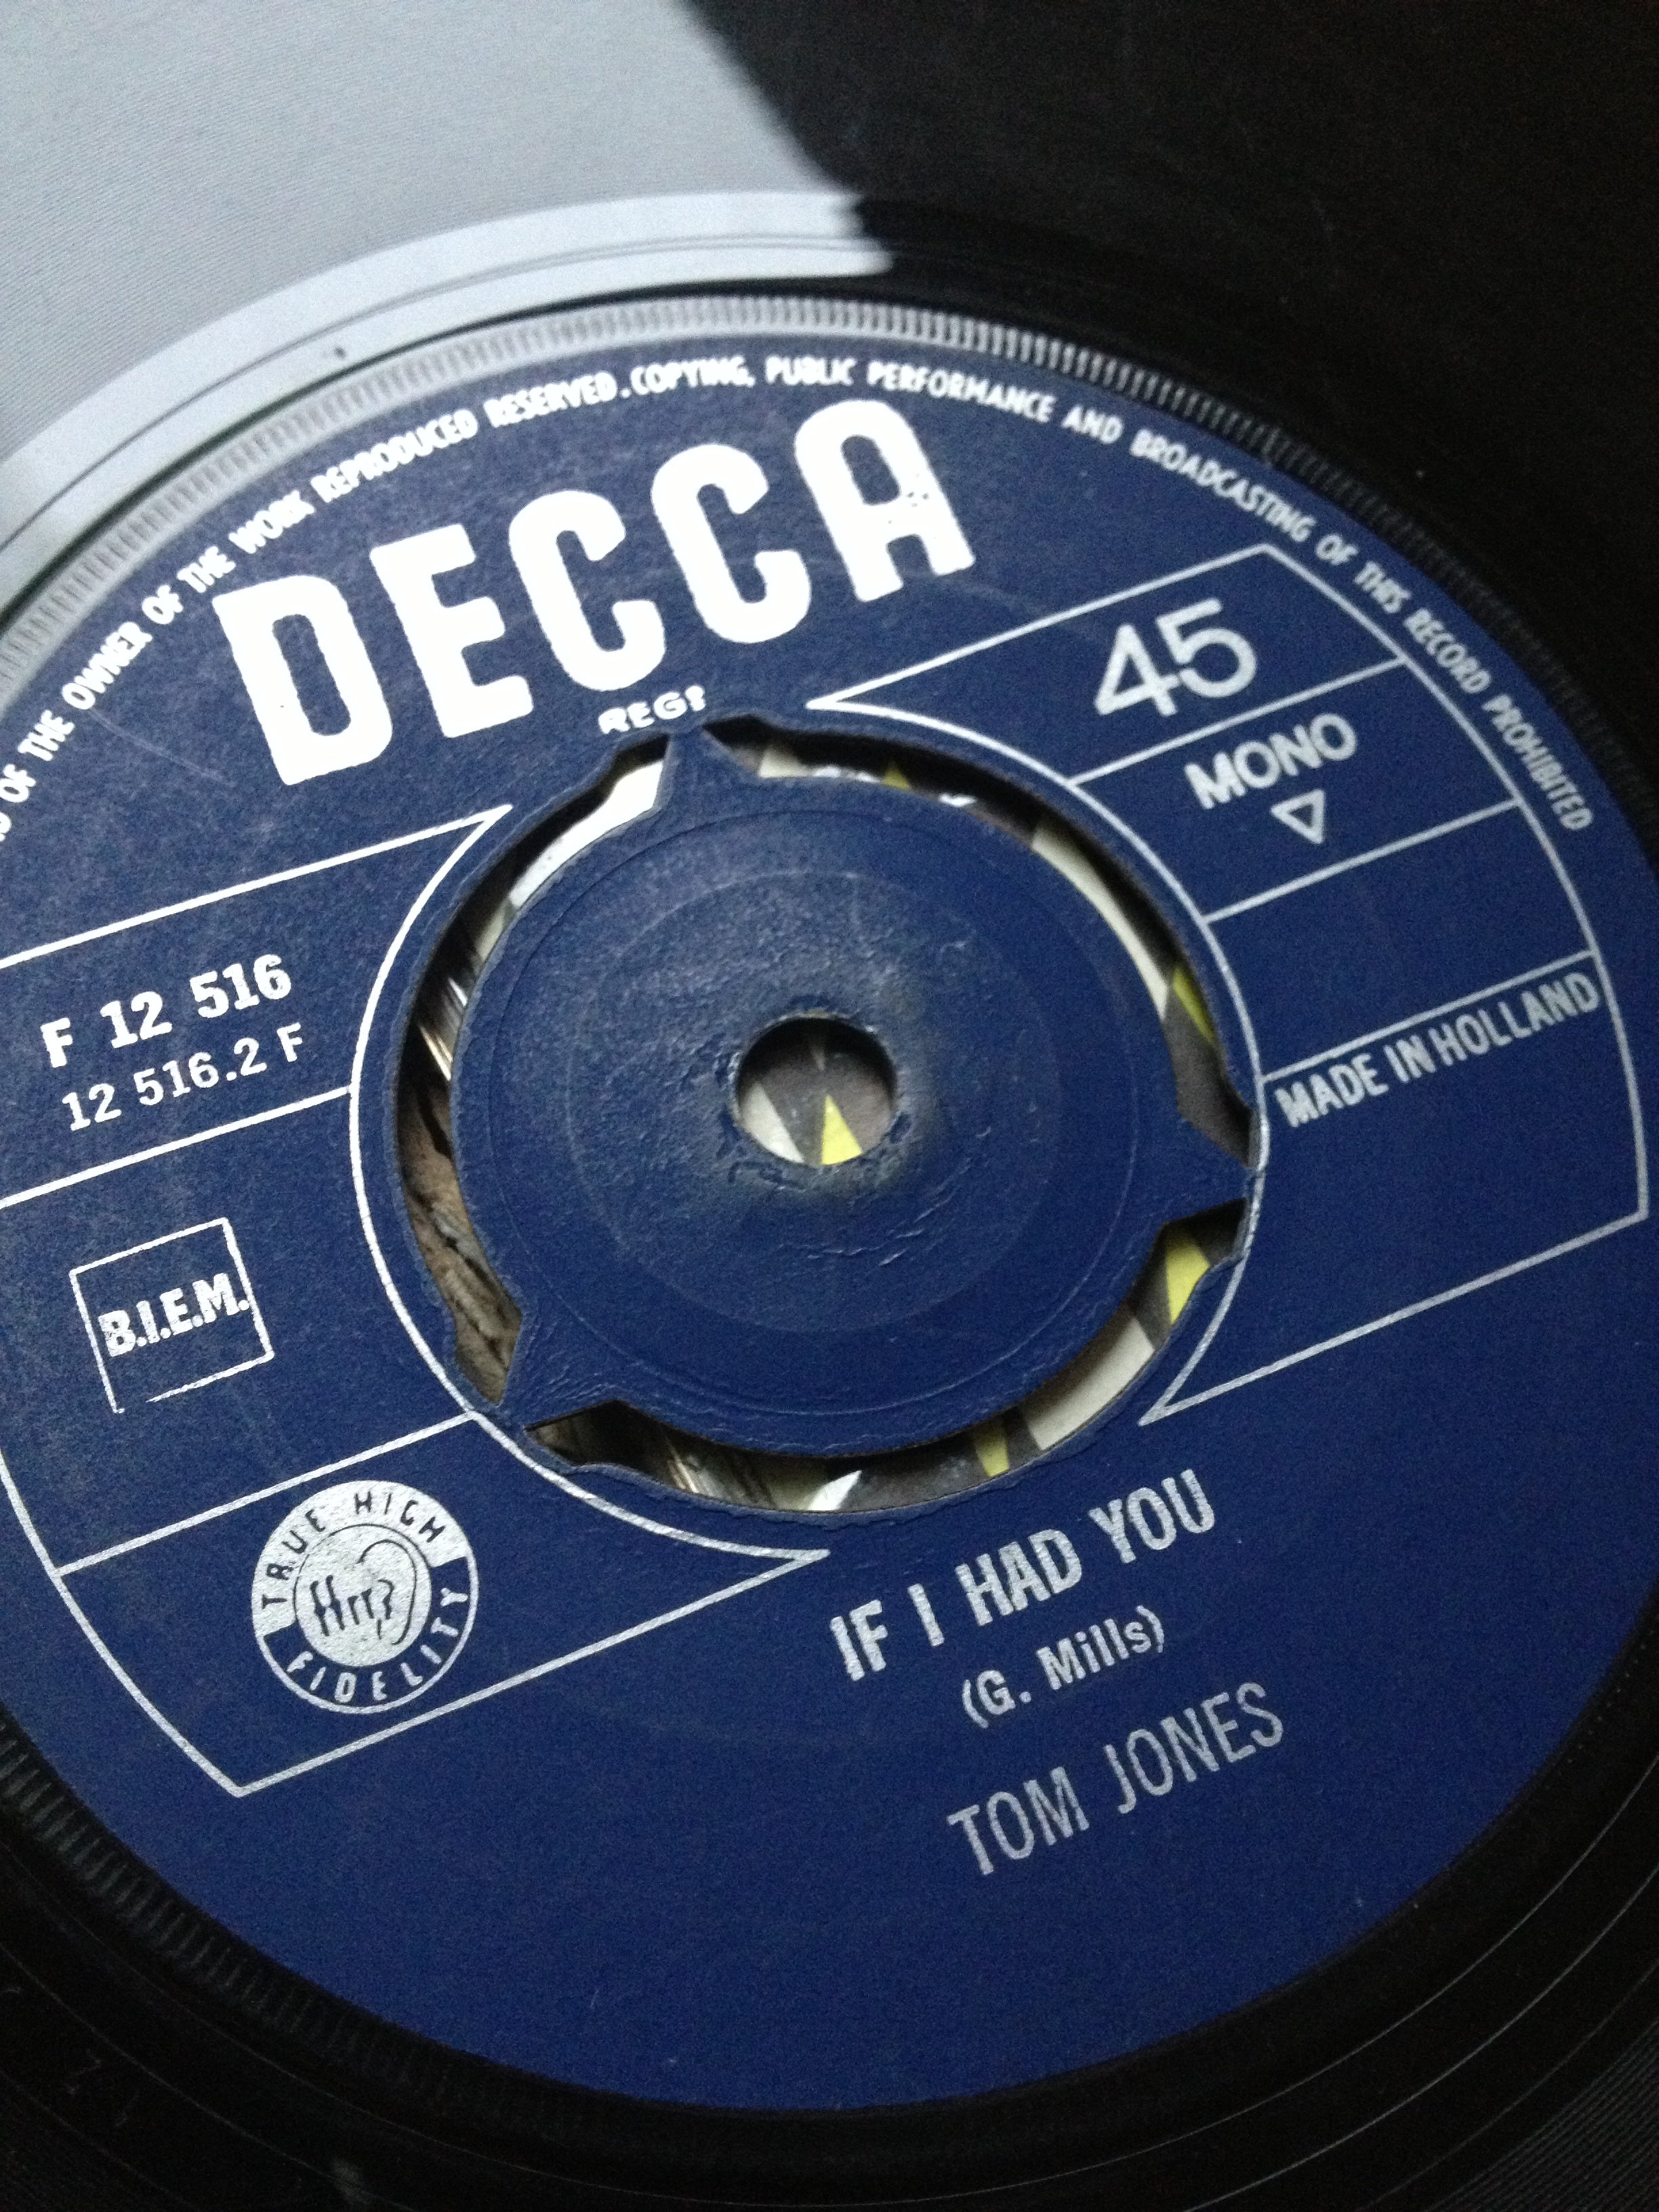 OF THE OWNER OF THE WORK REPRODUCED RESERVED. COPYING, PUBLIC PERFORMANCE AND BROADCASTING OF THIS RECORD PROHIBITED
DECCA
REGD
45
MONO
MADE IN HOLLAND
F 12 516
12 516.2 F
B.I.E.M.
TRUE HIGH
ffrr
FIDELITY
IF I HAD YOU
(G. Mills)
TOM JONES